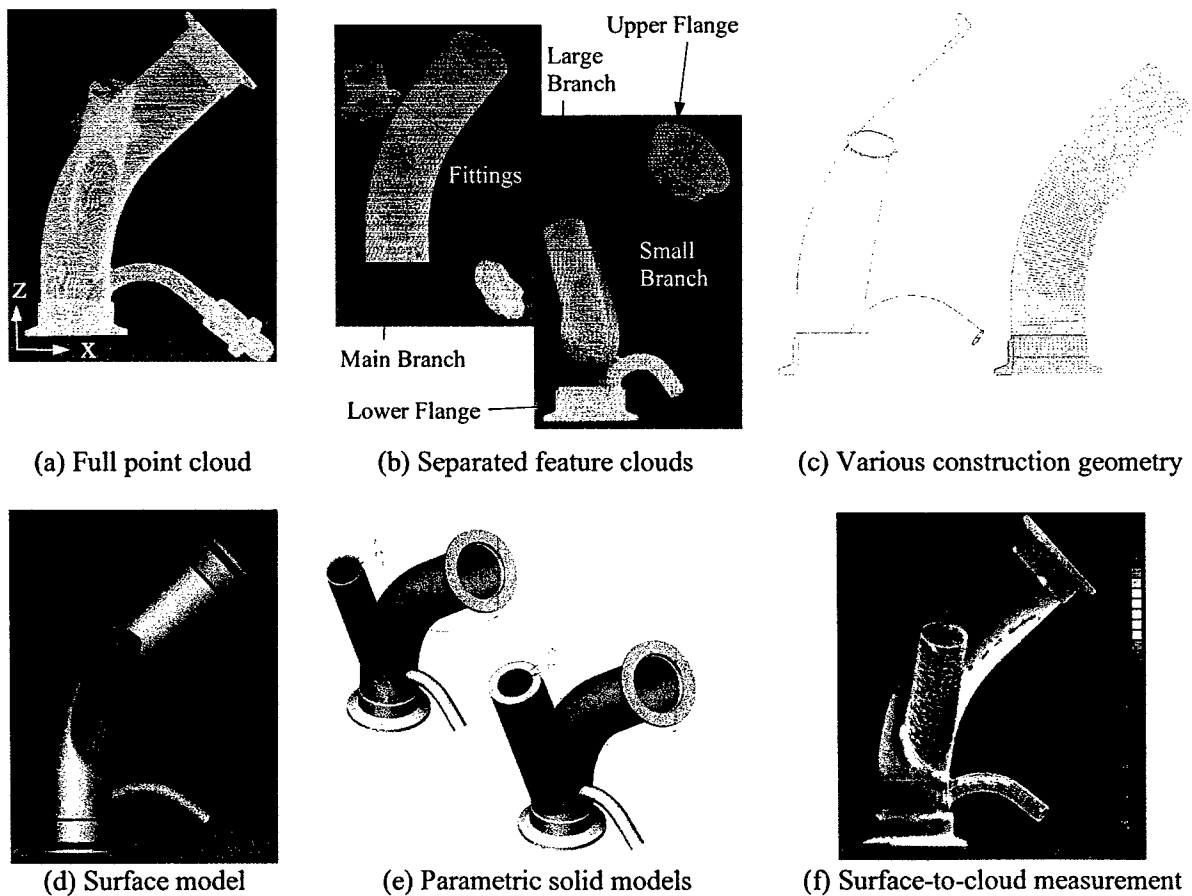 Upper Flange
Large
Branch
Fittings
Small
Branch
Z
X
Main Branch
Lower Flange
(a) Full point cloud
(b) Separated feature clouds
(c) Various construction geometry
(d) Surface model
(e) Parametric solid models
(f) Surface-to-cloud measurement